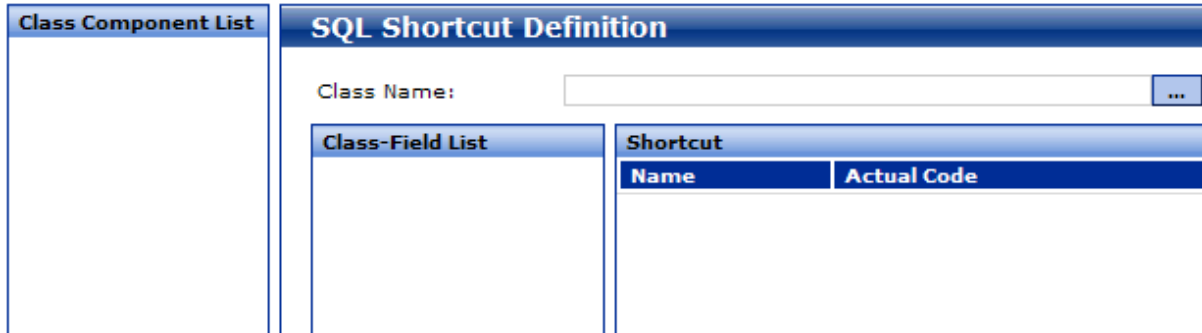 Class Component List
SQL Shortcut Definition
Class Name:
...
Class-Field List
Shortcut
Name
Actual Code